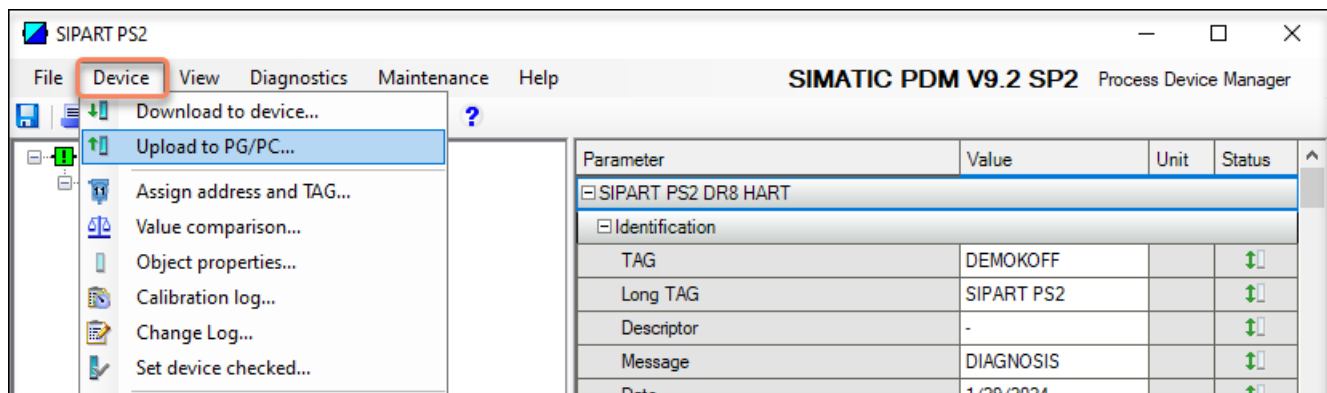 SIPART PS2
File Device View Diagnostics Maintenance Help SIMATIC PDM V9.2 SP2 Process Device Manager
Download to device...
Upload to PG/PC...
Assign address and TAG...
Value comparison...
Object properties...
Calibration log...
Change Log...
Set device checked...
Parameter Value Unit Status
SIPART PS2 DR8 HART
Identification
TAG DEMOKOFF
Long TAG SIPART PS2
Descriptor -
Message DIAGNOSIS